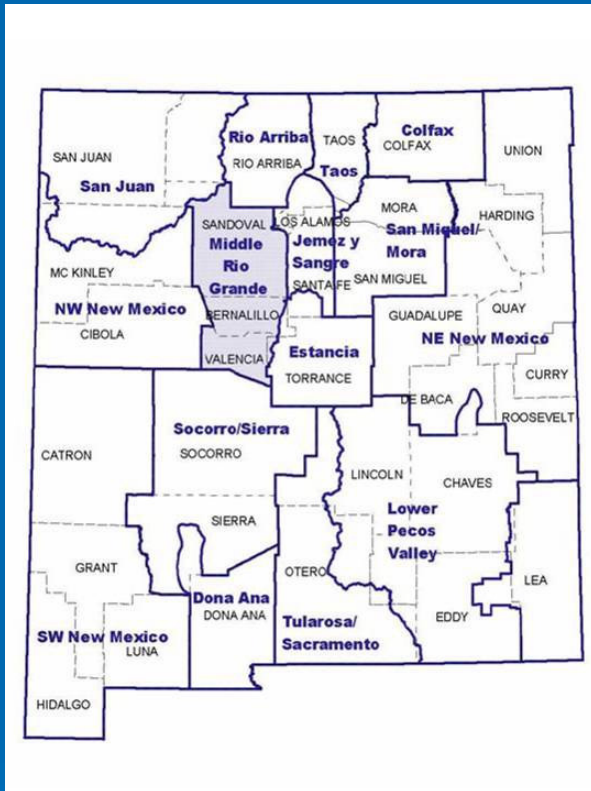 Rio Arriba
RIO ARRIBA
TAOS
Taos
Colfax
COLFAX
UNION
SAN JUAN
San Juan
SANDOVAL
Middle
Rio
Grande
BERNALILLO
VALENCIA
LOS ALAMOS
Jemez y
Sangre
SANTA FE
MORA
San Miguel/
Mora
SAN MIGUEL
HARDING
MC KINLEY
NW New Mexico
CIBOLA
Estancia
TORRANCE
GUADALUPE
QUAY
NE New Mexico
CURRY
DE BACA
ROOSEVELT
CATRON
Socorro/Sierra
SOCORRO
SIERRA
LINCOLN
CHAVES
Lower
Pecos
Valley
GRANT
Dona Ana
DONA ANA
OTERO
LEA
EDDY
SW New Mexico
LUNA
Tularosa/
Sacramento
HIDALGO